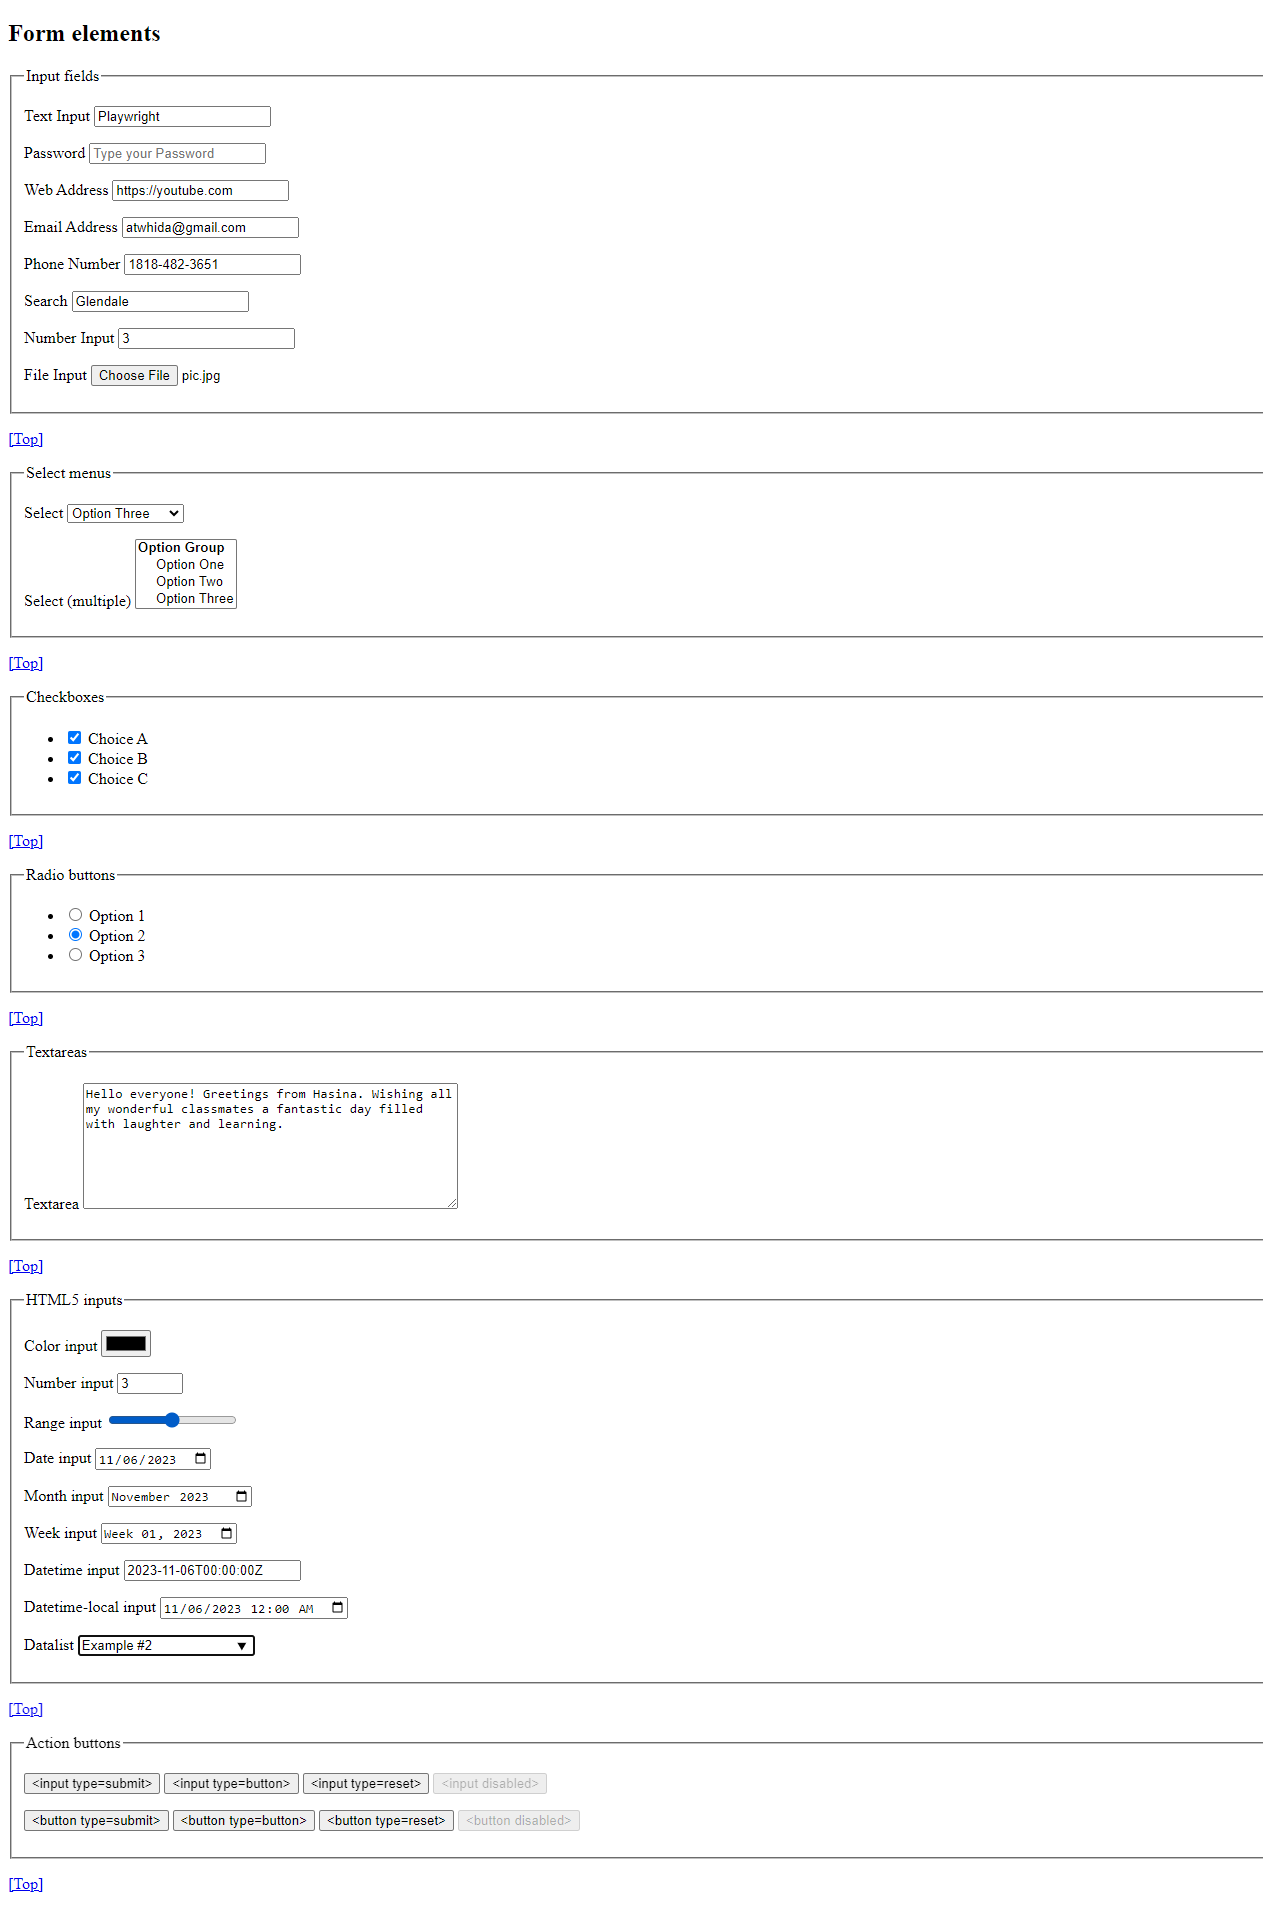 Form elements
Input fields
Text Input Playwright
Password Type your Password
Web Address https://youtube.com
Email Address atwhida@gmail.com
Phone Number 1818-482-3651
Search Glendale
Number Input 3
File Input Choose File pic.jpg
[Top]
Select menus
Select Option Three
Option Group
Option One
Option Two
Select (multiple) Option Three
[Top]
Checkboxes
Choice A
Choice B
Choice C
[Top]
Radio buttons
Option 1
Option 2
Option 3
[Top]
Textareas
Hello everyone! Greetings from Hasina. Wishing all
my wonderful classmates a fantastic day filled
with laughter and learning.
Textarea
[Top]
HTML5 inputs
Color input
Number input 3
Range input
Date input 11/06/2023
Month input November 2023
Week input Week 01, 2023
Datetime input 2023-11-06T00:00:00Z
Datetime-local input 11/06/2023 12:00 AM
Datalist Example #2
[Top]
Action buttons
<input type=submit> <input type=button> <input type=reset> <input disabled>
<button type=submit> <button type=button> <button type=reset> <button disabled>
[Top]